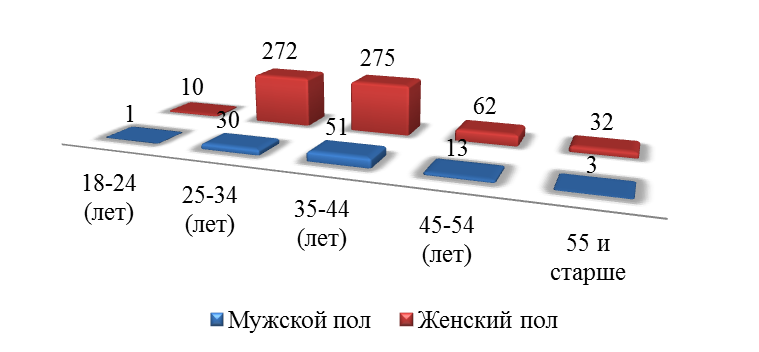 272
275
10
62
32
1
30
51
13
3
18-24
(лет)
25-34
(лет)
35-44
(лет)
45-54
(лет)
55 и
старше
Мужской пол
Женский пол